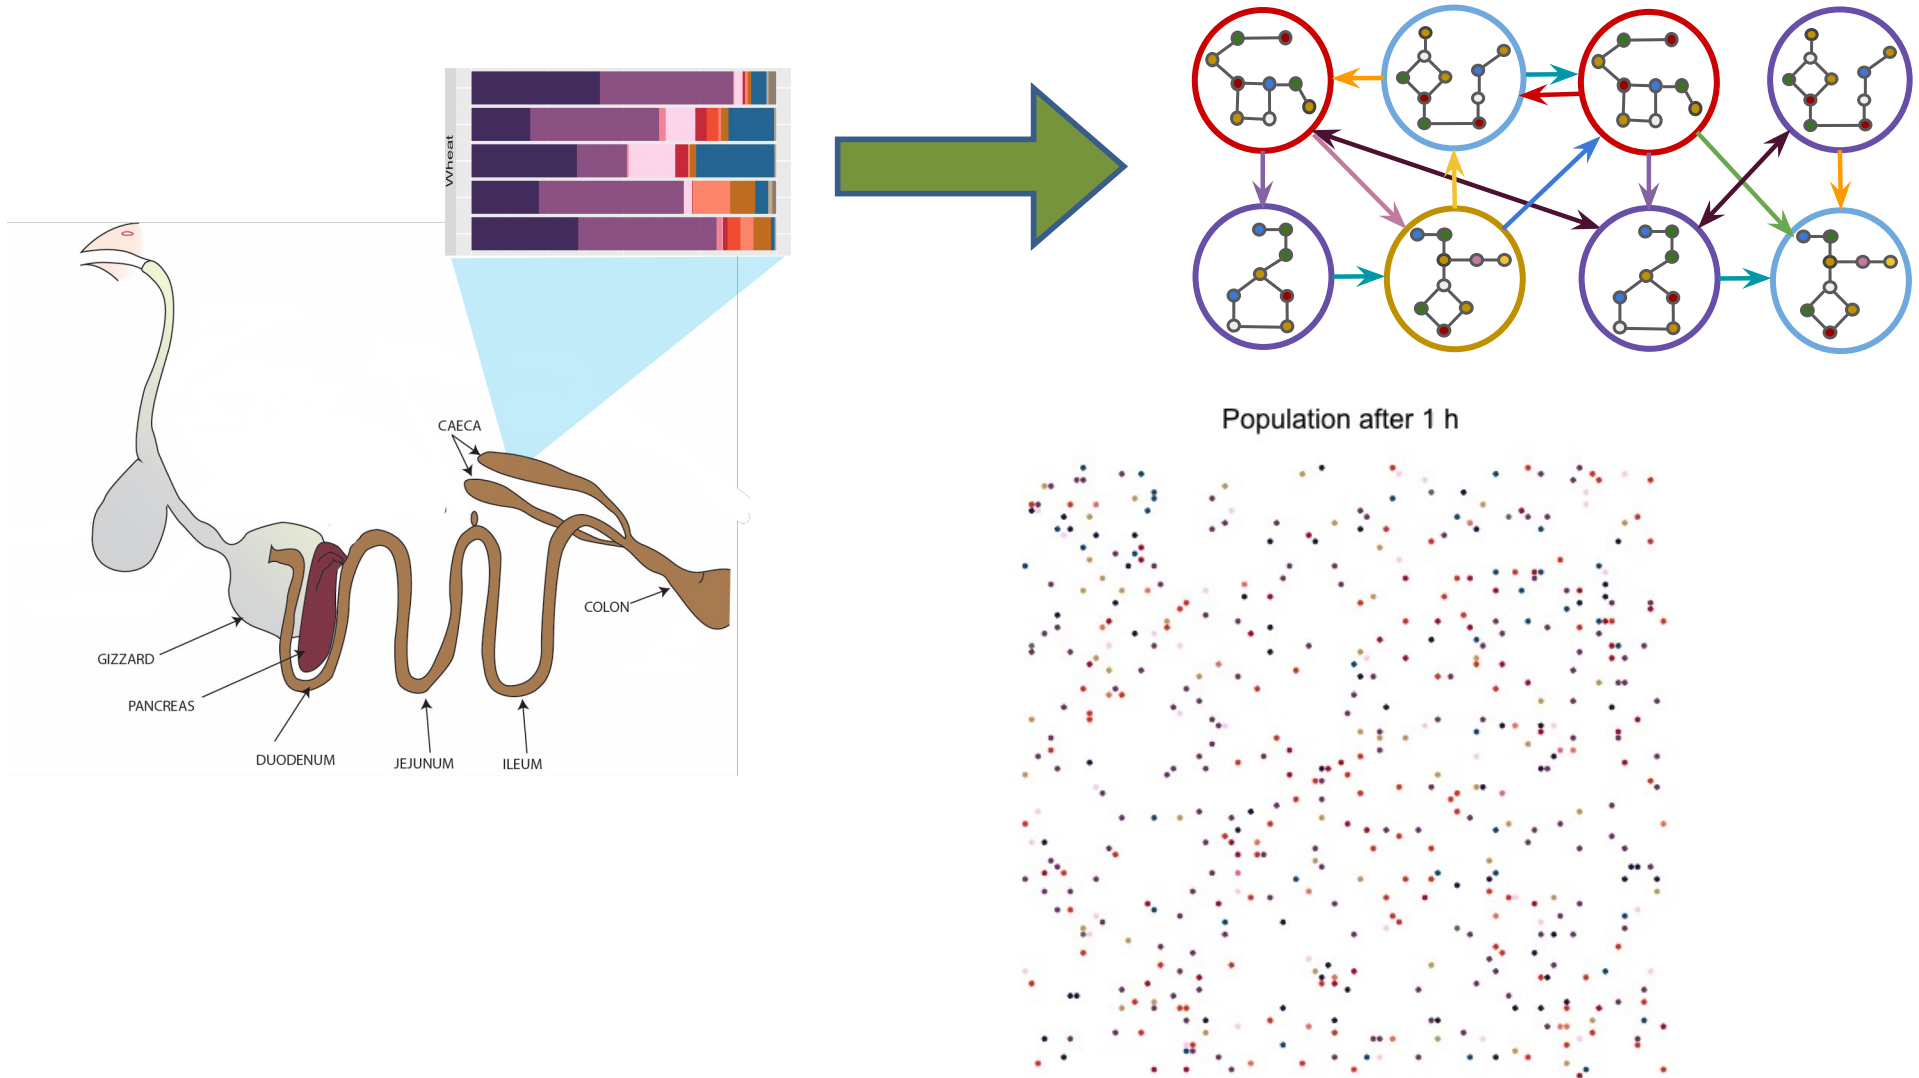 Wheat
CAECA
COLON
GIZZARD
PANCREAS
DUODENUM
JEJUNUM
ILEUM
Population after 1 h